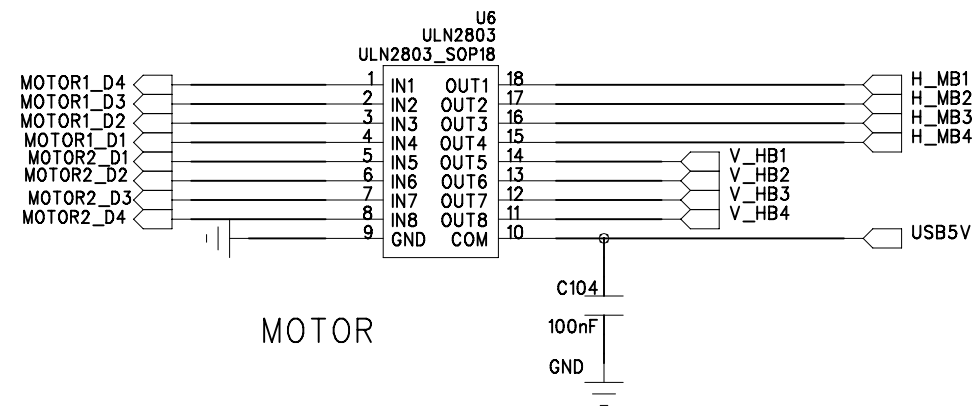 U6
ULN2803
ULN2803_SOP18
MOTOR1_D4 1 IN1 OUT1 18 H_MB1
MOTOR1_D3 2 IN2 OUT2 17 H_MB2
MOTOR1_D2 3 IN3 OUT3 16 H_MB3
MOTOR1_D1 4 IN4 OUT4 15 H_MB4
MOTOR2_D1 5 IN5 OUT5 14 V_HB1
MOTOR2_D2 6 IN6 OUT6 13 V_HB2
MOTOR2_D3 7 IN7 OUT7 12 V_HB3
MOTOR2_D4 8 IN8 OUT8 11 V_HB4
9 GND COM 10 USB5V
C104
100nF
MOTOR
GND